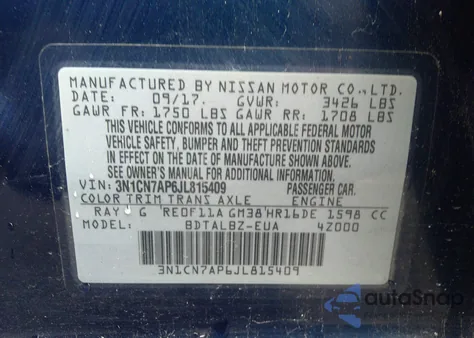 MANUFACTURED BY NISSAN MOTOR CO., LTD.
DATE: 09/17. GVWR: 3426 LBS
GAWR FR: 1750 LBS GAWR RR: 1708 LBS
THIS VEHICLE CONFORMS TO ALL APPLICABLE FEDERAL MOTOR
VEHICLE SAFETY, BUMPER AND THEFT PREVENTION STANDARDS
IN EFFECT ON THE DATE OF MANUFACTURE SHOWN ABOVE.
SEE OWNER'S MANUAL FOR ADDITIONAL INFORMATION.
VIN: 3N1CN7AP6JL815409 PASSENGER CAR.
COLOR TRIM TRANS AXLE ENGINE
RAY G RE0F11A GM38 HR16DE 1598 CC
MODEL: BDTALBZ-EUA 4Z000
3N1CN7AP6JL815409
autoSnap